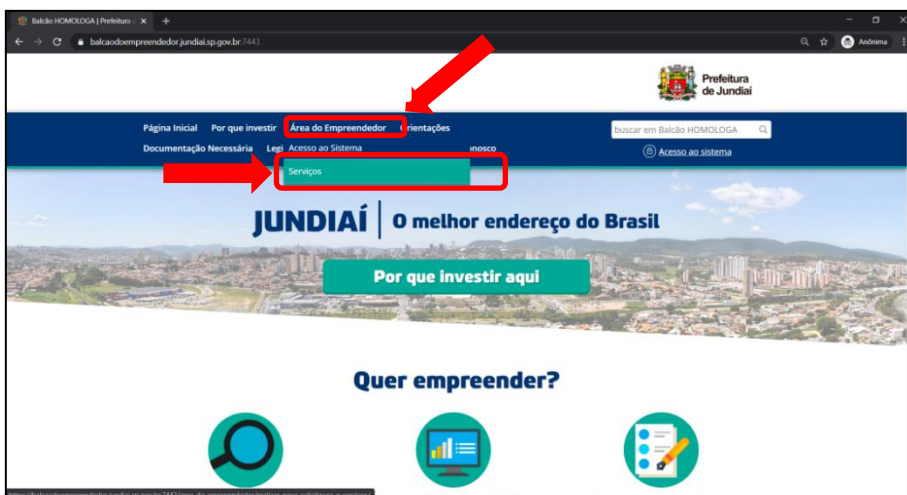 Balcão HOMOLOGA | Prefeitura
balcaodoempreendedor.jundiai.sp.gov.br:7443
Anônima
Prefeitura
de Jundiaí
Página Inicial Por que investir Área do Empreendedor Orientações
buscar em Balcão HOMOLOGA
Documentação Necessária Legi Acesso ao Sistema onosco
Acesso ao sistema
Serviços
JUNDIAÍ | O melhor endereço do Brasil
Por que investir aqui
Quer empreender?